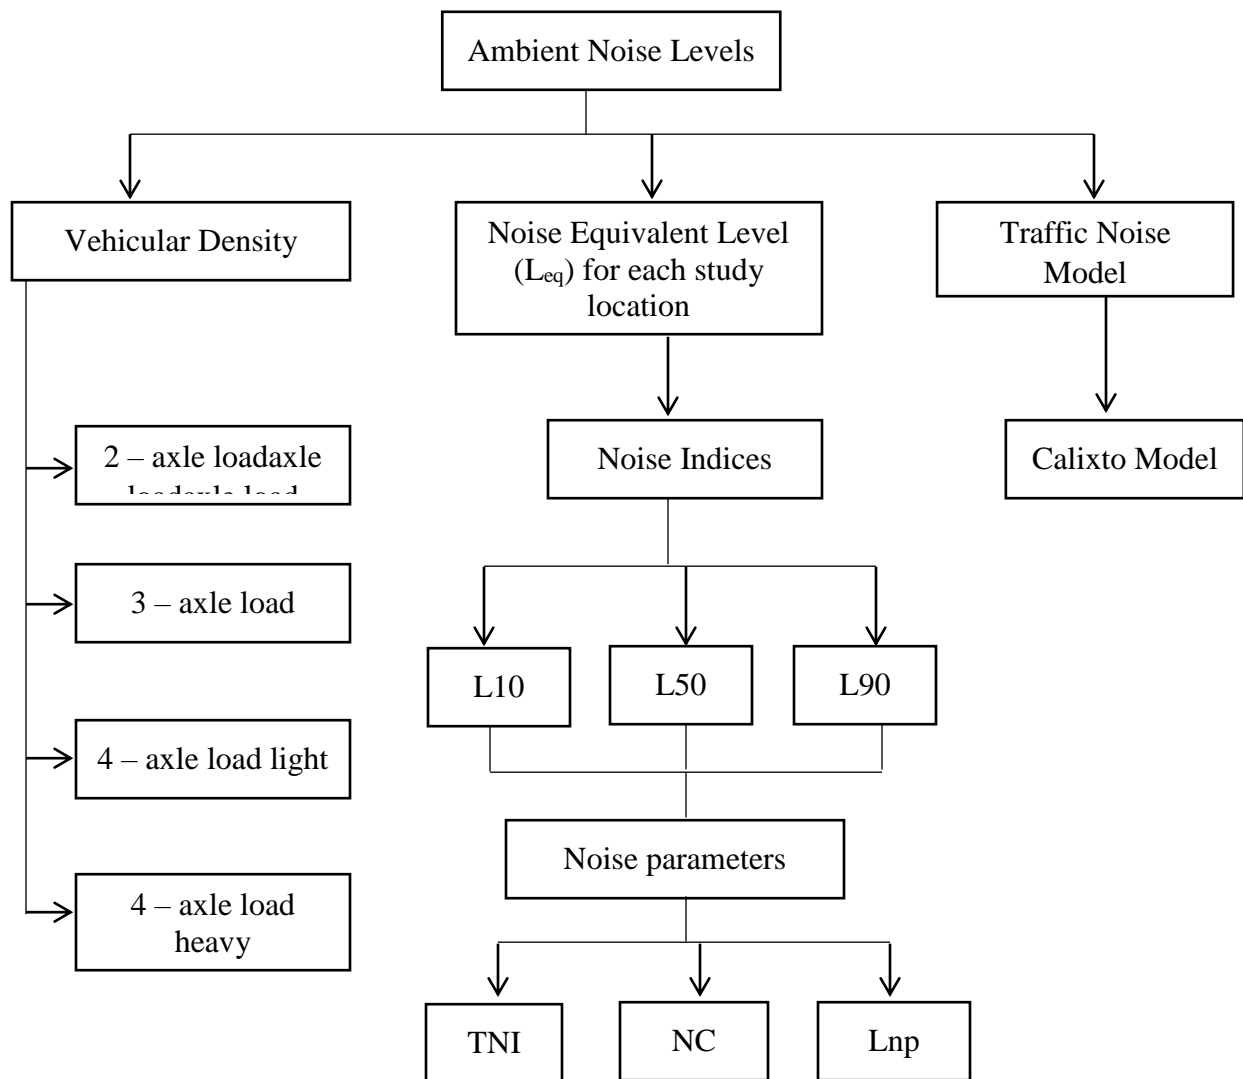 Ambient Noise Levels
Vehicular Density
Noise Equivalent Level
(Leq) for each study
location
Traffic Noise
Model
2 – axle loadaxle
loadaxle load
3 – axle load
4 – axle load light
4 – axle load
heavy
Noise Indices
Calixto Model
L10
L50
L90
Noise parameters
TNI
NC
Lnp